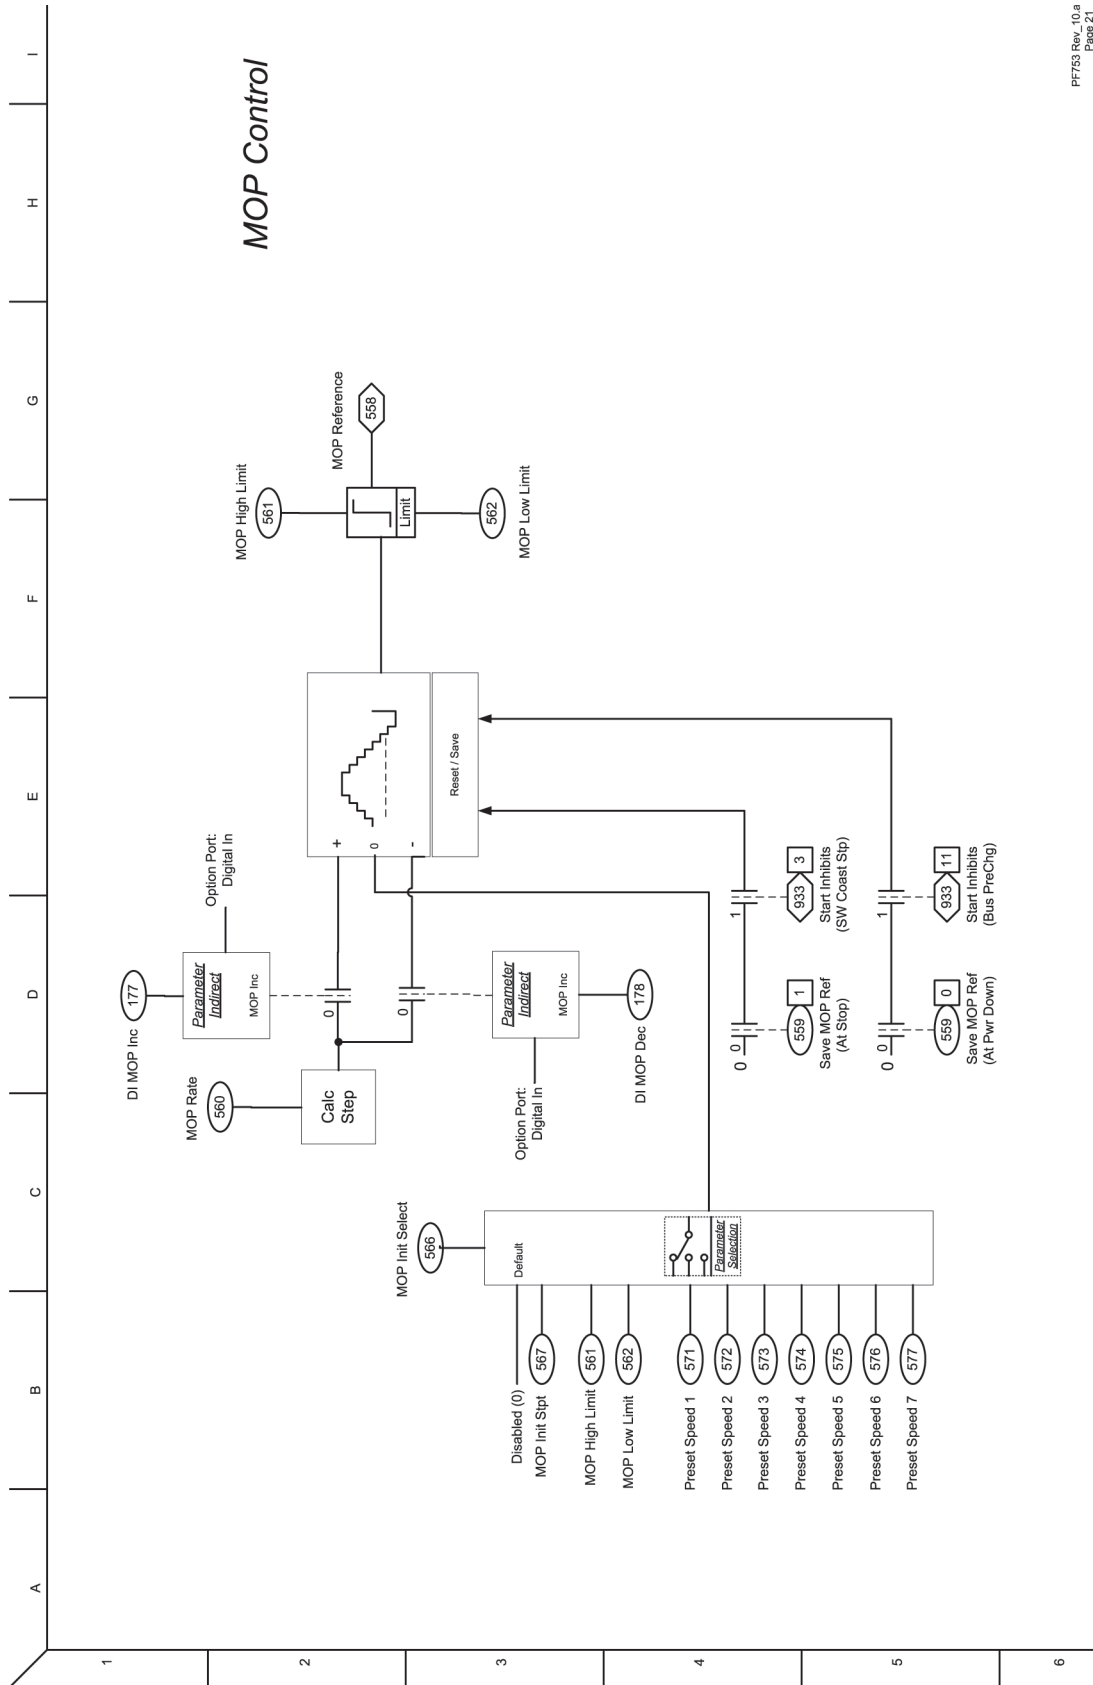 MOP Control
PF753 Rev_10.a
Page 21
A
B
C
D
E
F
G
H
I
1
2
3
4
5
6
DI MOP Inc
177
Parameter
Indirect
MOP Inc
Option Port:
Digital In
MOP Rate
560
Calc
Step
0
0
+
0
-
Reset / Save
MOP High Limit
561
Limit
562
MOP Low Limit
MOP Reference
558
Option Port:
Digital In
Parameter
Indirect
MOP Inc
178
DI MOP Dec
MOP Init Select
566
Default
Parameter
Selection
Disabled (0)
MOP Init Stpt
567
MOP High Limit
561
MOP Low Limit
562
Preset Speed 1
571
Preset Speed 2
572
Preset Speed 3
573
Preset Speed 4
574
Preset Speed 5
575
Preset Speed 6
576
Preset Speed 7
577
0
0
1
559
1
Save MOP Ref
(At Stop)
933
3
Start Inhibits
(SW Coast Stp)
0
0
1
559
0
Save MOP Ref
(At Pwr Down)
933
11
Start Inhibits
(Bus PreChg)